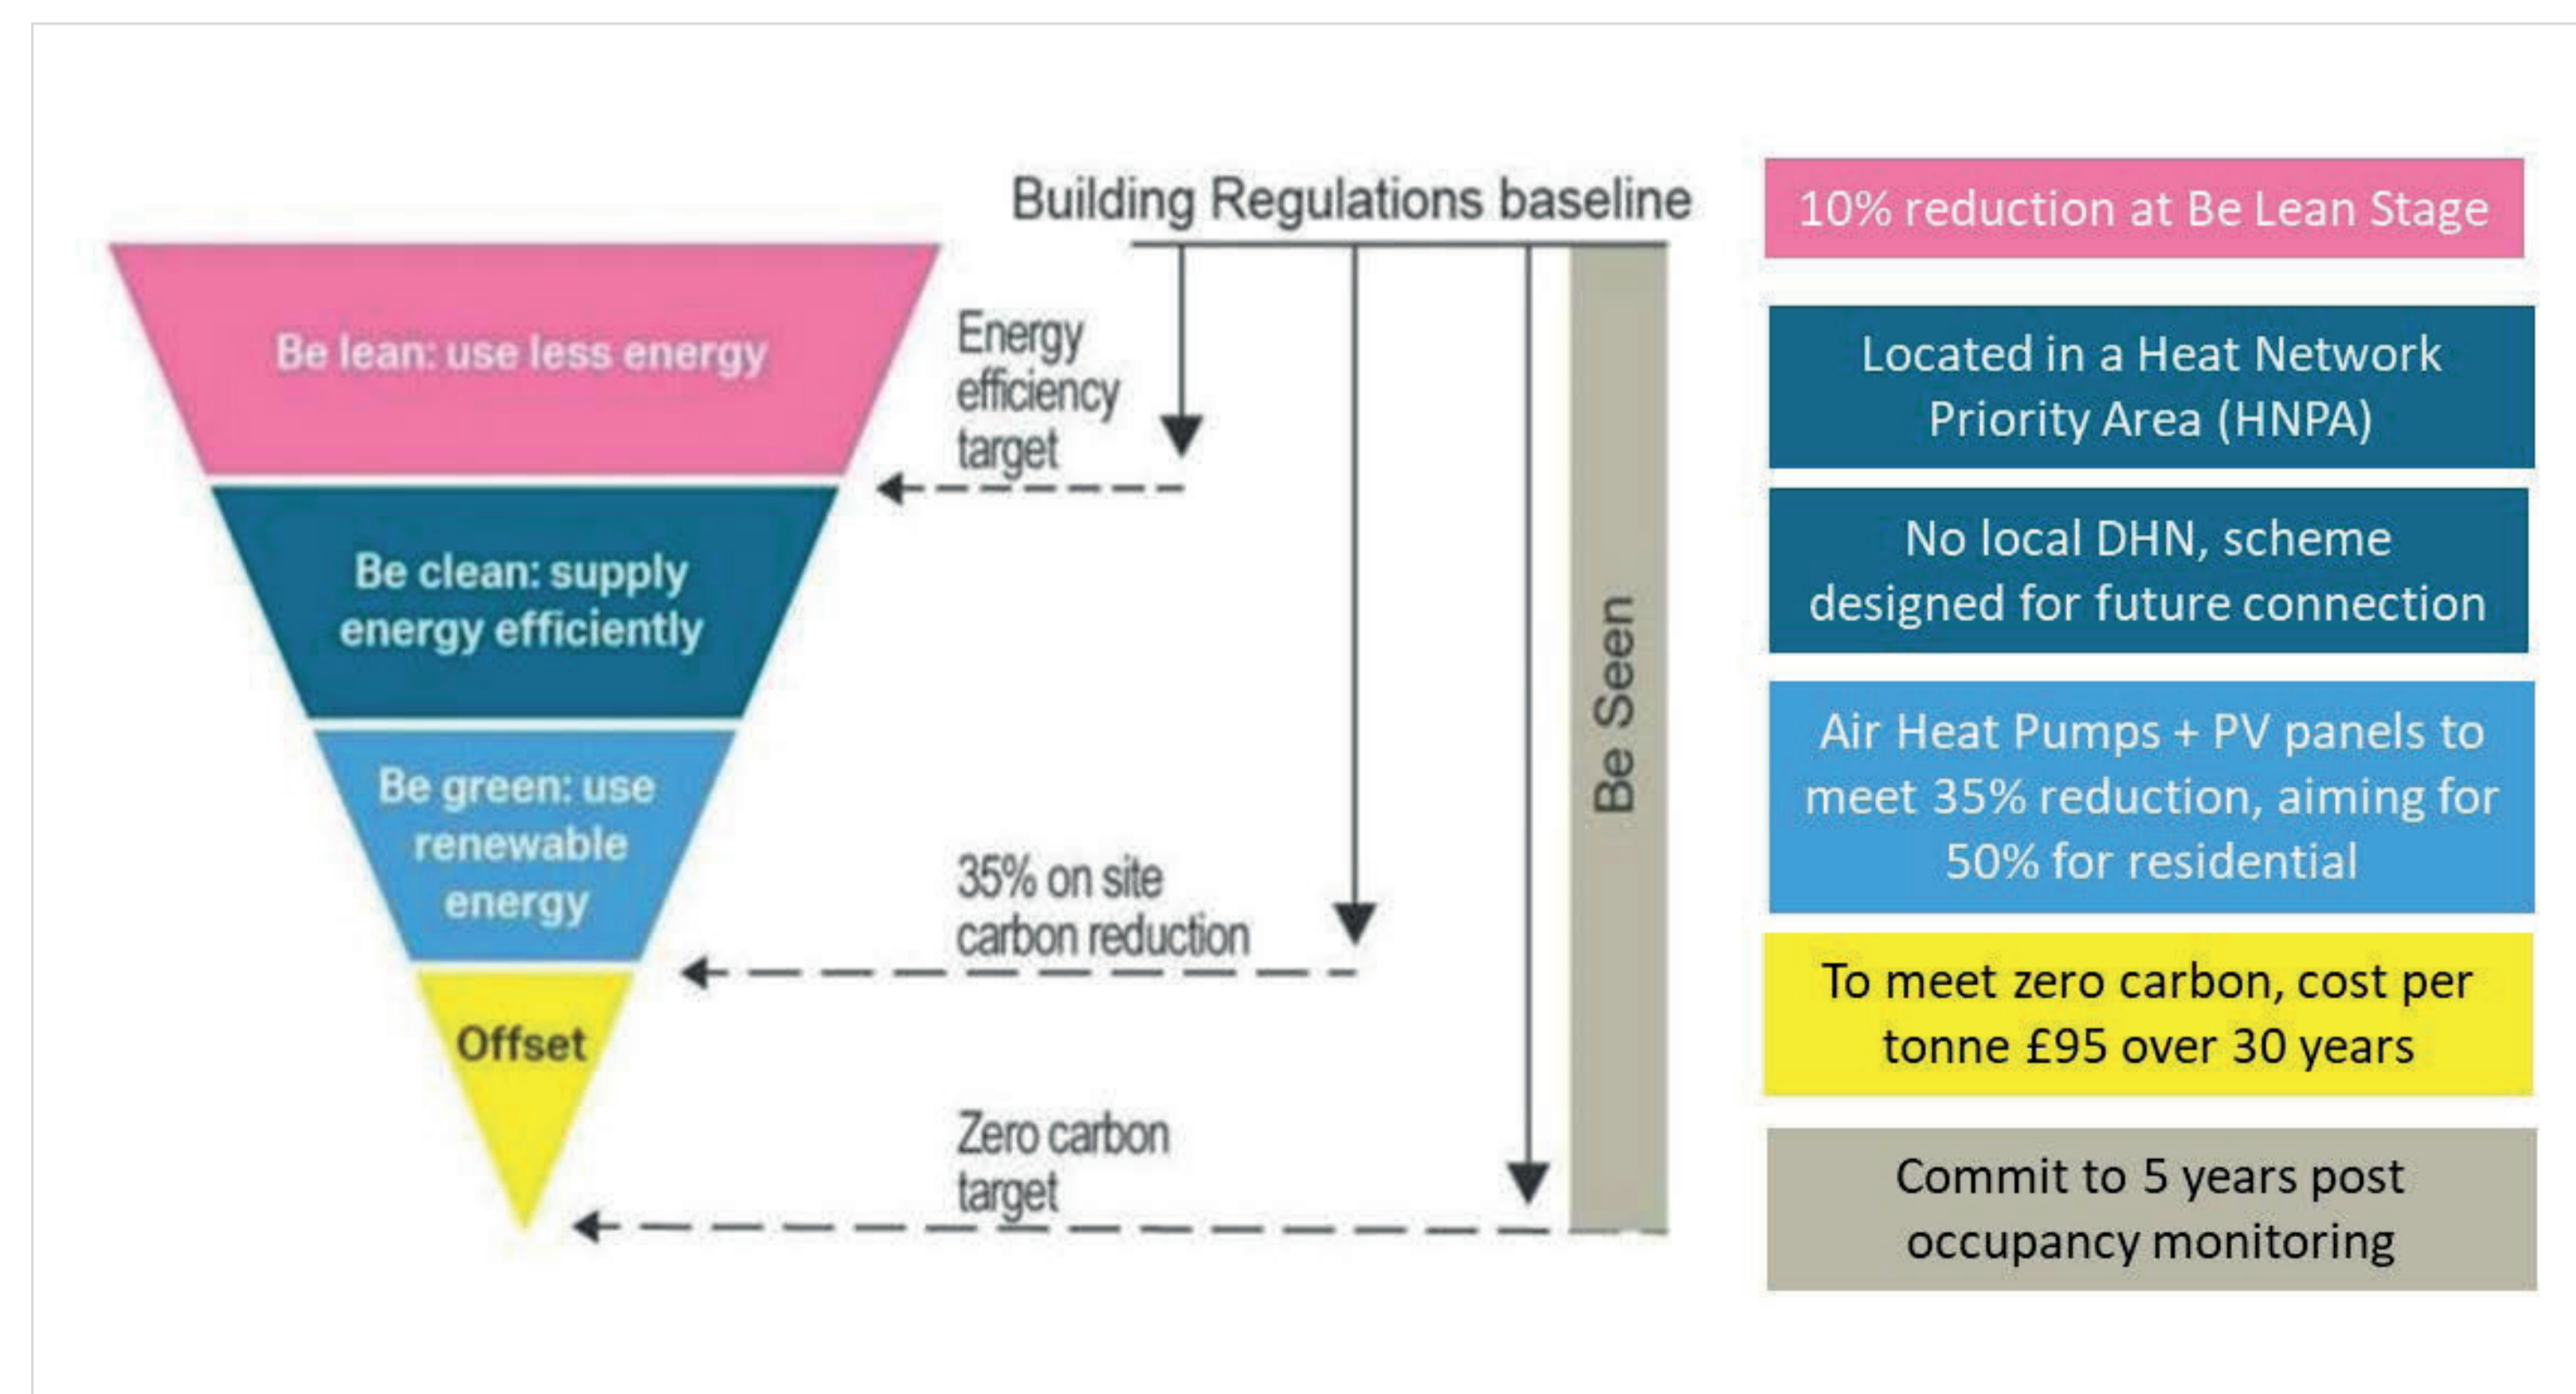 Be lean: use less energy
Be clean: supply
energy efficiently
Be green: use
renewable
energy
Offset
Building Regulations baseline
Energy
efficiency
target
35% on site
carbon reduction
Zero carbon
target
Be Seen
10% reduction at Be Lean Stage
Located in a Heat Network
Priority Area (HNPA)
No local DHN, scheme
designed for future connection
Air Heat Pumps + PV panels to
meet 35% reduction, aiming for
50% for residential
To meet zero carbon, cost per
tonne £95 over 30 years
Commit to 5 years post
occupancy monitoring